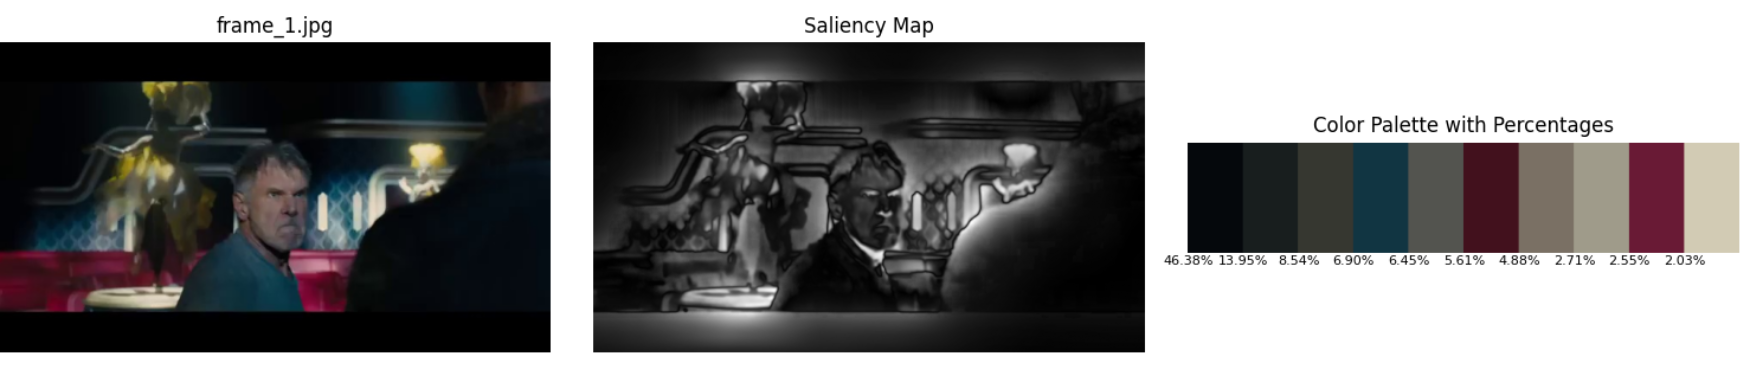 frame_1.jpg
Saliency Map
Color Palette with Percentages
46.38% 13.95% 8.54% 6.90% 6.45% 5.61% 4.88% 2.71% 2.55% 2.03%